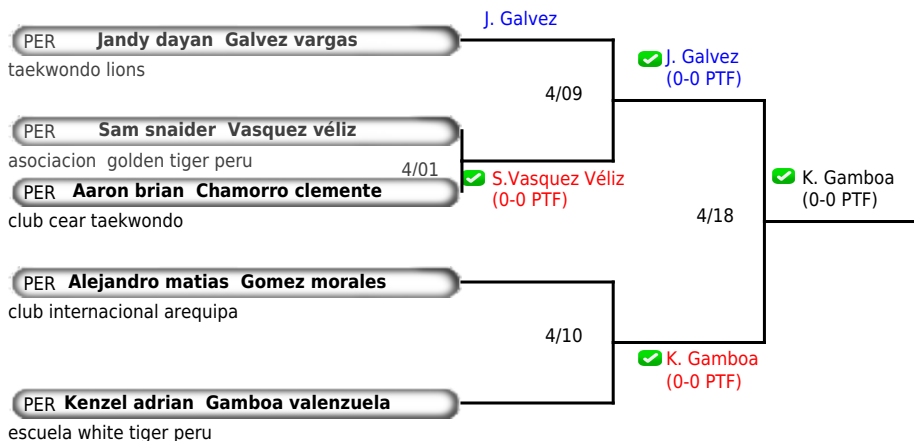 J. Galvez
PER Jandy dayan Galvez vargas
taekwondo lions
J. Galvez
(0-0 PTF)
4/09
PER Sam snaider Vasquez véliz
asociacion golden tiger peru
4/01
S.Vasquez Véliz
(0-0 PTF)
PER Aaron brian Chamorro clemente
club cear taekwondo
K. Gamboa
(0-0 PTF)
4/18
PER Alejandro matias Gomez morales
club internacional arequipa
4/10
K. Gamboa
(0-0 PTF)
PER Kenzel adrian Gamboa valenzuela
escuela white tiger peru